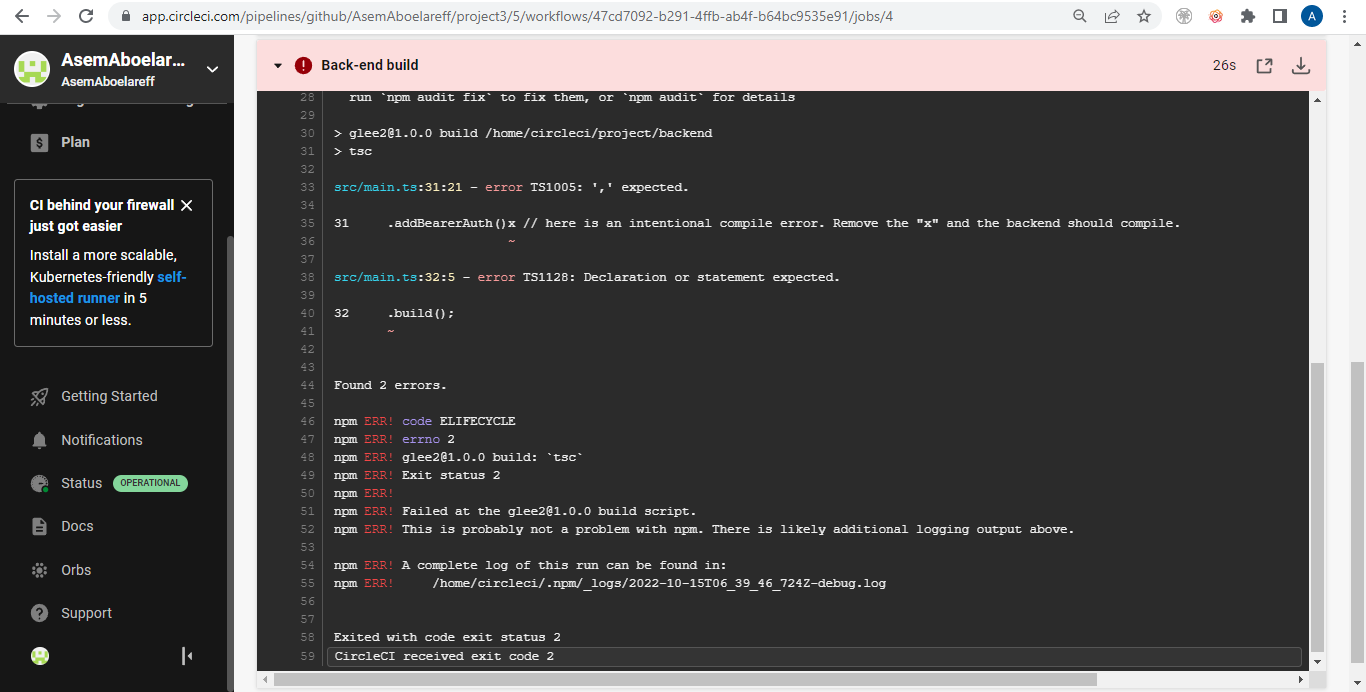 app.circleci.com/pipelines/github/AsemAboelareff/project3/5/workflows/47cd7092-b291-4ffb-ab4f-b64bc9535e91/jobs/4
A
AsemAboelar...
AsemAboelareff
Plan
CI behind your firewall
just got easier
Install a more scalable,
Kubernetes-friendly self-
hosted runner in 5
minutes or less.
Getting Started
Notifications
Status OPERATIONAL
Docs
Orbs
Support
Back-end build 26s
28 run `npm audit fix` to fix them, or `npm audit` for details
29
30 > glee2@1.0.0 build /home/circleci/project/backend
31 > tsc
32
33 src/main.ts:31:21 - error TS1005: ',' expected.
34
35 31 .addBearerAuth()x // here is an intentional compile error. Remove the "x" and the backend should compile.
36 ~
37
38 src/main.ts:32:5 - error TS1128: Declaration or statement expected.
39
40 32 .build();
41 ~
42
43
44 Found 2 errors.
45
46 npm ERR! code ELIFECYCLE
47 npm ERR! errno 2
48 npm ERR! glee2@1.0.0 build: `tsc`
49 npm ERR! Exit status 2
50 npm ERR!
51 npm ERR! Failed at the glee2@1.0.0 build script.
52 npm ERR! This is probably not a problem with npm. There is likely additional logging output above.
53
54 npm ERR! A complete log of this run can be found in:
55 npm ERR! /home/circleci/.npm/_logs/2022-10-15T06_39_46_724Z-debug.log
56
57
58 Exited with code exit status 2
59 CircleCI received exit code 2